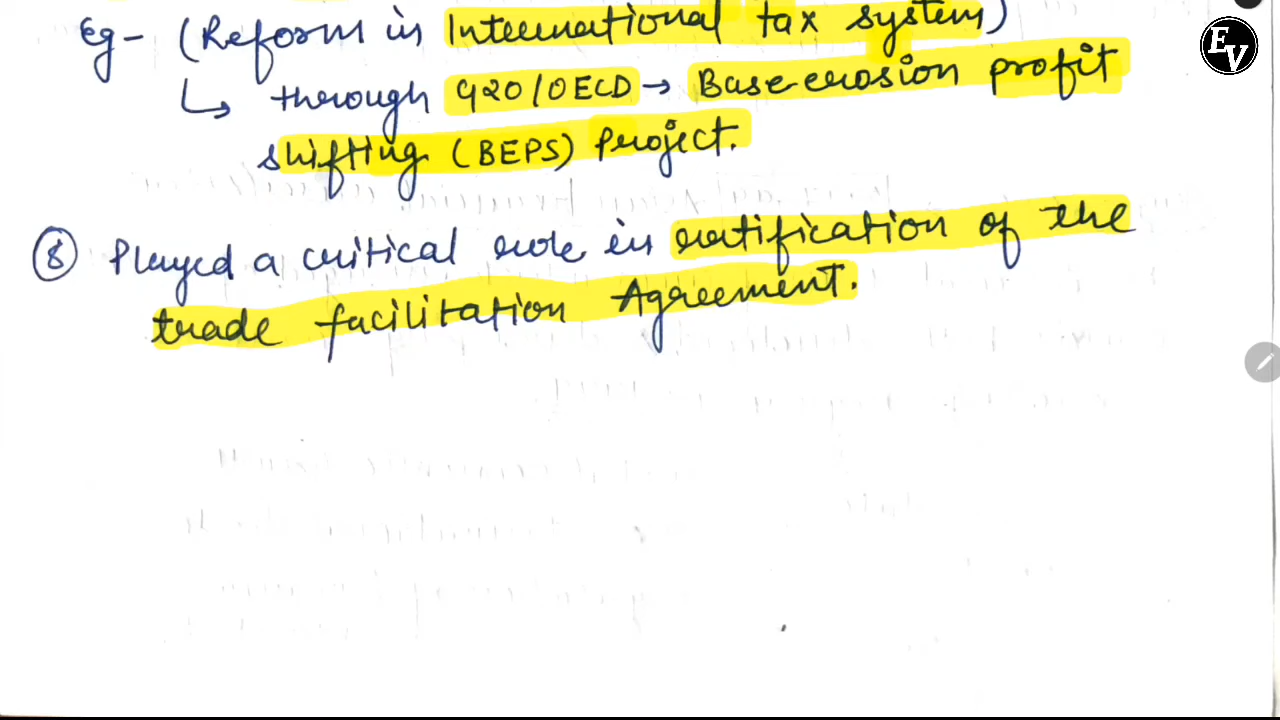 Eg- (Reform in International tax system)
↳ through G20/OECD → Base erosion profit
shifting (BEPS) Project.
⑧ Played a critical role in ratification of the
trade facilitation Agreement.
EV